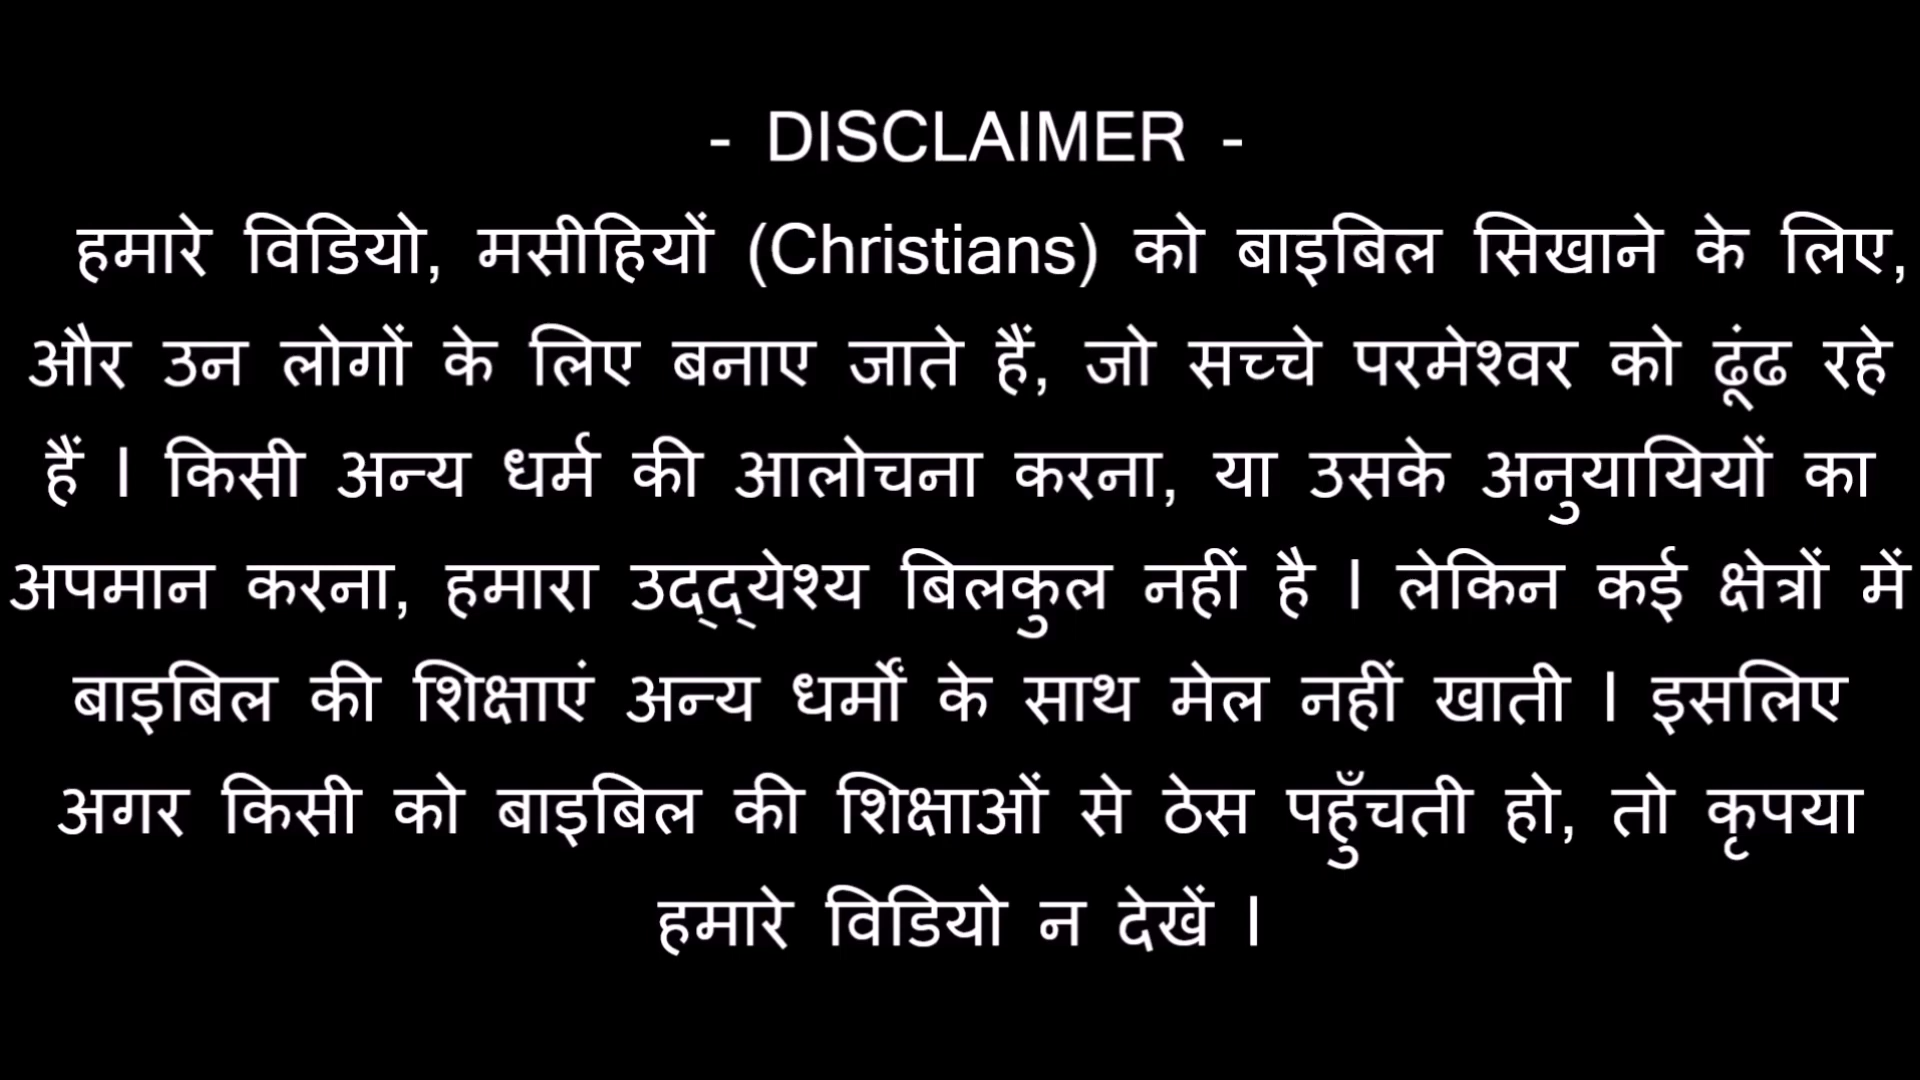 - DISCLAIMER -
हमारे विडियो, मसीहियों (Christians) को बाइबिल सिखाने के लिए,
और उन लोगों के लिए बनाए जाते हैं, जो सच्चे परमेश्वर को ढूंढ रहे
हैं । किसी अन्य धर्म की आलोचना करना, या उसके अनुयायियों का
अपमान करना, हमारा उद्द्येश्य बिलकुल नहीं है । लेकिन कई क्षेत्रों में
बाइबिल की शिक्षाएं अन्य धर्मों के साथ मेल नहीं खाती । इसलिए
अगर किसी को बाइबिल की शिक्षाओं से ठेस पहुँचती हो, तो कृपया
हमारे विडियो न देखें ।